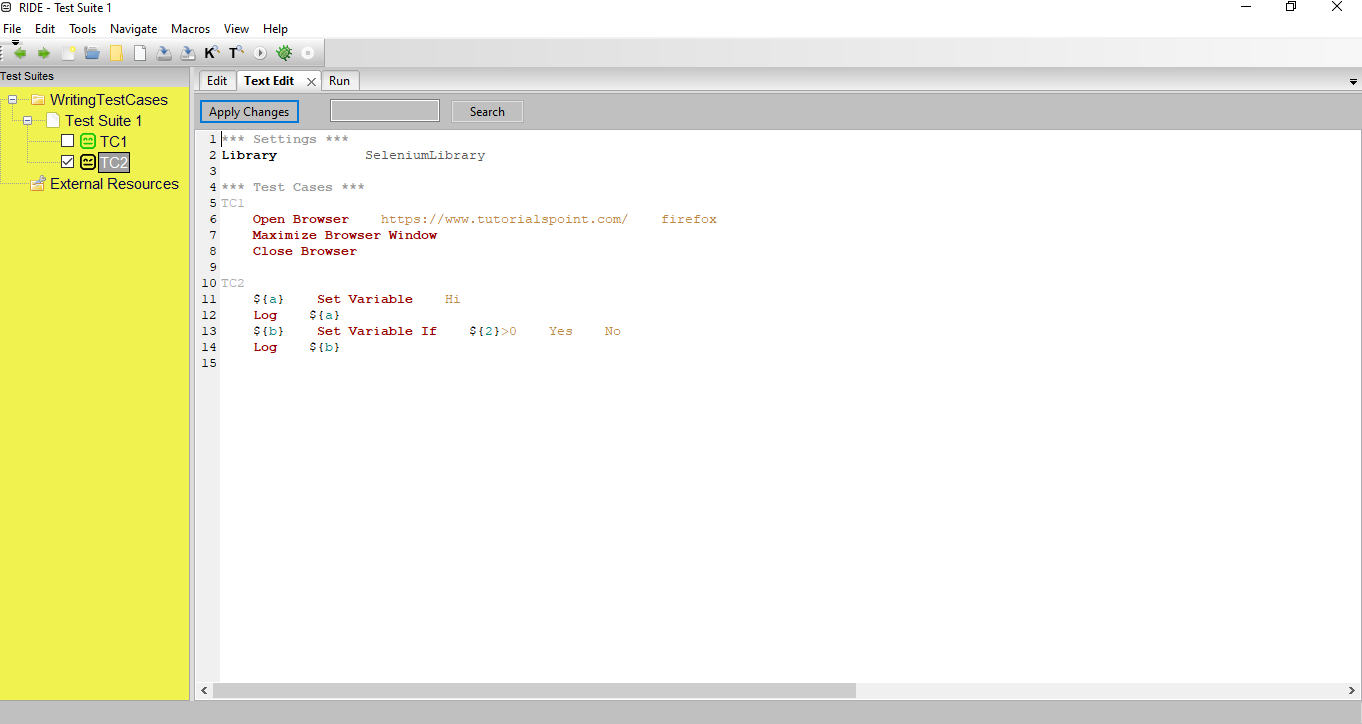 RIDE - Test Suite 1
File Edit Tools Navigate Macros View Help
K T
Test Suites
WritingTestCases
Test Suite 1
TC1
TC2
External Resources
Edit Text Edit Run
Apply Changes Search
1 *** Settings ***
2 Library SeleniumLibrary
3
4 *** Test Cases ***
5 TC1
6 Open Browser https://www.tutorialspoint.com/ firefox
7 Maximize Browser Window
8 Close Browser
9
10 TC2
11 ${a} Set Variable Hi
12 Log ${a}
13 ${b} Set Variable If ${2}>0 Yes No
14 Log ${b}
15